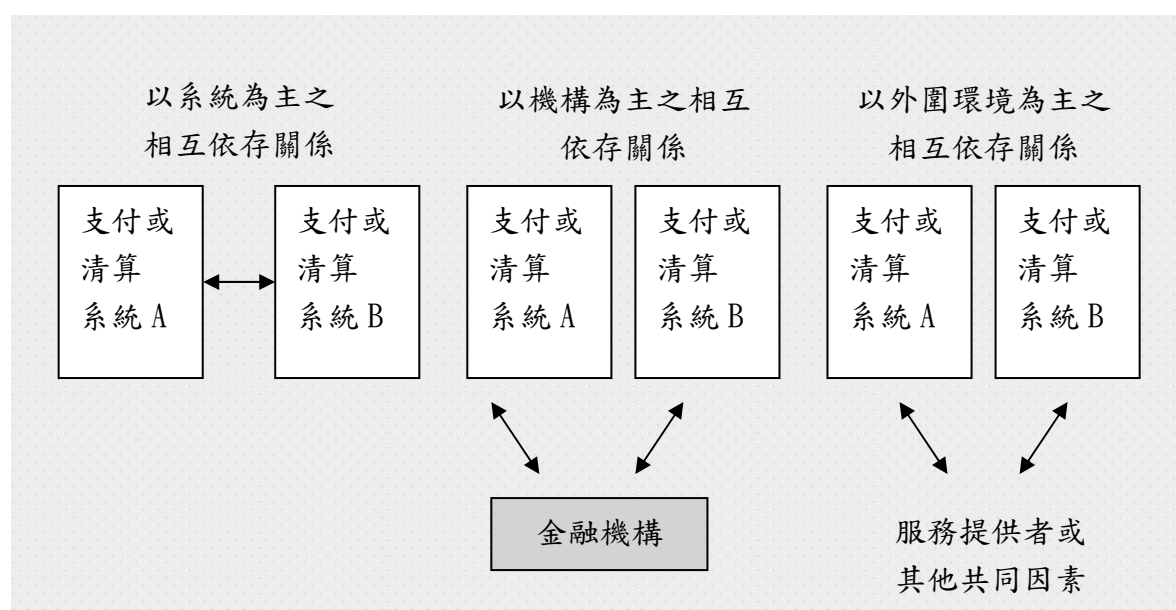 以系統為主之
相互依存關係
以機構為主之相互
依存關係
以外圍環境為主之
相互依存關係
支付或
清算
系統 A
支付或
清算
系統 B
支付或
清算
系統 A
支付或
清算
系統 B
支付或
清算
系統 A
支付或
清算
系統 B
金融機構
服務提供者或
其他共同因素